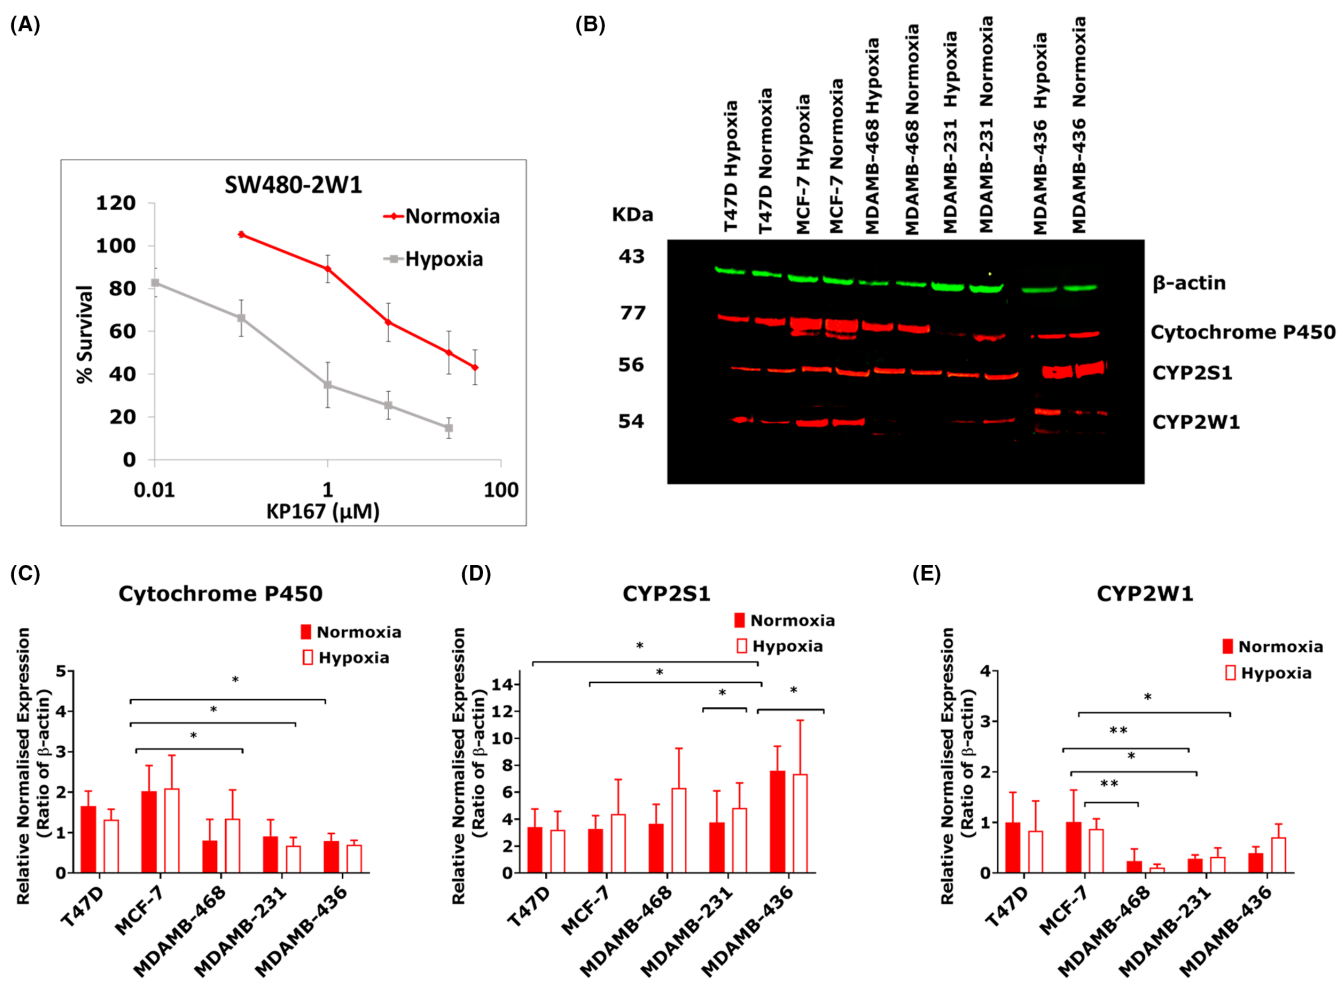 (A)
SW480-2W1
Normoxia
Hypoxia
% Survival
120
100
80
60
40
20
0
0.01
1
100
KP167 (µM)
(B)
T47D Hypoxia
T47D Normoxia
MCF-7 Hypoxia
MCF-7 Normoxia
MDAMB-468 Hypoxia
MDAMB-468 Normoxia
MDAMB-231 Hypoxia
MDAMB-231 Normoxia
MDAMB-436 Hypoxia
MDAMB-436 Normoxia
KDa
43
77
56
54
β-actin
Cytochrome P450
CYP2S1
CYP2W1
(C)
Cytochrome P450
Normoxia
Hypoxia
Relative Normalised Expression
(Ratio of β-actin)
5
4
3
2
1
0
*
*
*
T47D
MCF-7
MDAMB-468
MDAMB-231
MDAMB-436
(D)
CYP2S1
Normoxia
Hypoxia
Relative Normalised Expression
(Ratio of β-actin)
14
12
10
8
6
4
2
0
*
*
*
*
T47D
MCF-7
MDAMB-468
MDAMB-231
MDAMB-436
(E)
CYP2W1
Normoxia
Hypoxia
Relative Normalised Expression
(Ratio of β-actin)
4
3
2
1
0
*
**
*
**
T47D
MCF-7
MDAMB-468
MDAMB-231
MDAMB-436